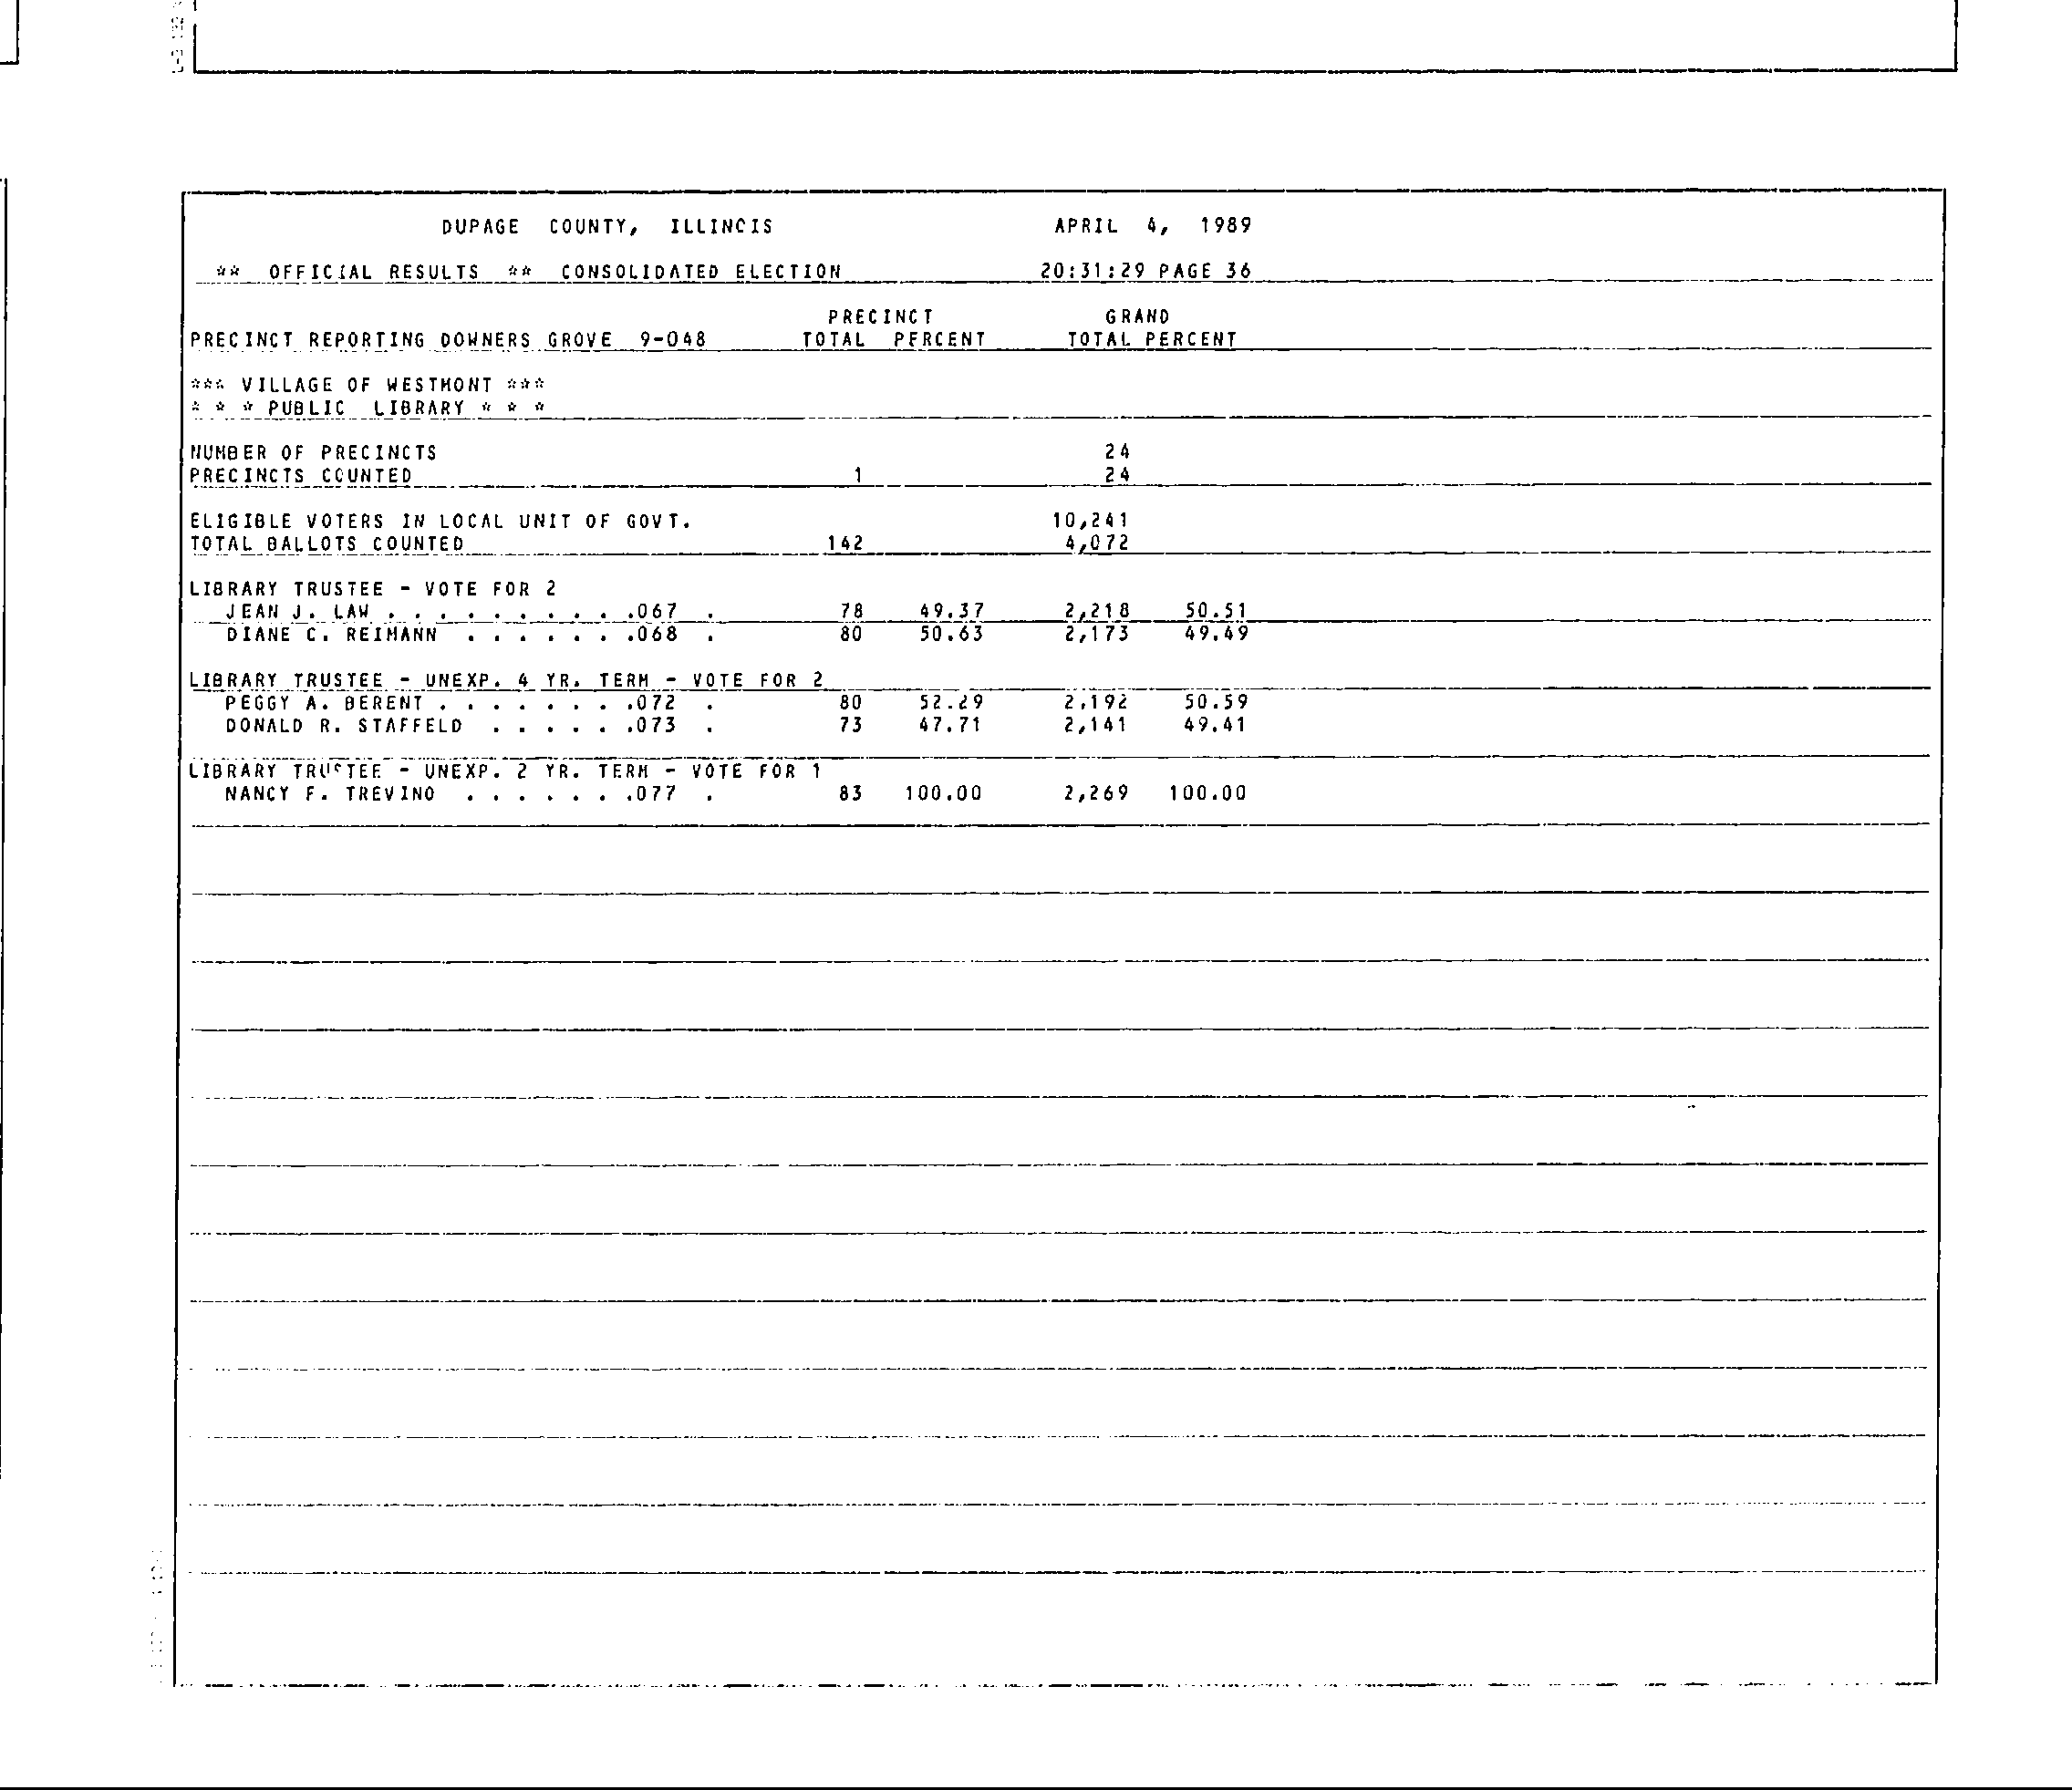 DUPAGE COUNTY, ILLINOIS APRIL 4, 1989
** OFFICIAL RESULTS ** CONSOLIDATED ELECTION 20:31:29 PAGE 36
PRECINCT GRAND
PRECINCT REPORTING DOWNERS GROVE 9-048 TOTAL PERCENT TOTAL PERCENT
*** VILLAGE OF WESTMONT ***
* * * PUBLIC LIBRARY * * *
NUMBER OF PRECINCTS 24
PRECINCTS COUNTED 1 24
ELIGIBLE VOTERS IN LOCAL UNIT OF GOVT. 10,241
TOTAL BALLOTS COUNTED 142 4,072
LIBRARY TRUSTEE - VOTE FOR 2
JEAN J. LAW . . . . . . . . . .067 . 78 49.37 2,218 50.51
DIANE C. REIMANN . . . . . . .068 . 80 50.63 2,173 49.49
LIBRARY TRUSTEE - UNEXP. 4 YR. TERM - VOTE FOR 2
PEGGY A. BERENT . . . . . . . .072 . 80 52.29 2,192 50.59
DONALD R. STAFFELD . . . . . .073 . 73 47.71 2,141 49.41
LIBRARY TRUSTEE - UNEXP. 2 YR. TERM - VOTE FOR 1
NANCY F. TREVINO . . . . . . .077 . 83 100.00 2,269 100.00